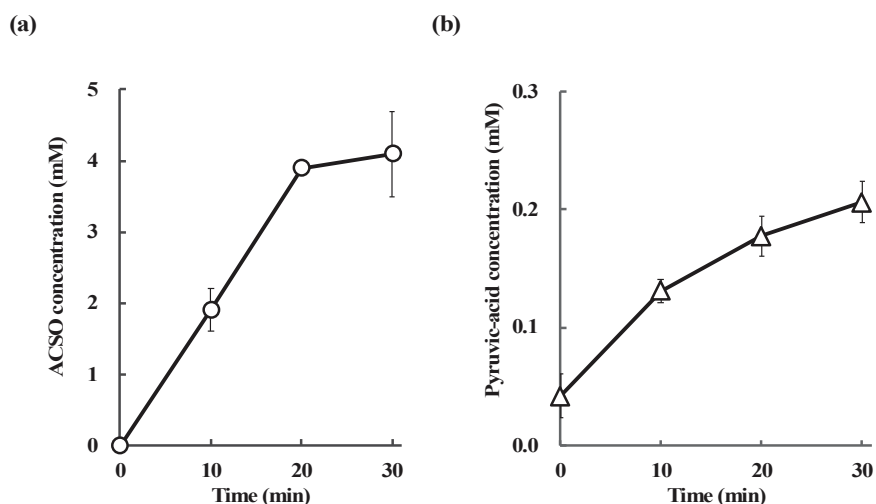 (a)
(b)
ACSO concentration (mM)
5
4
3
2
1
0
0 10 20 30
Time (min)
Pyruvic-acid concentration (mM)
0.3
0.2
0.1
0.0
0 10 20 30
Time (min)